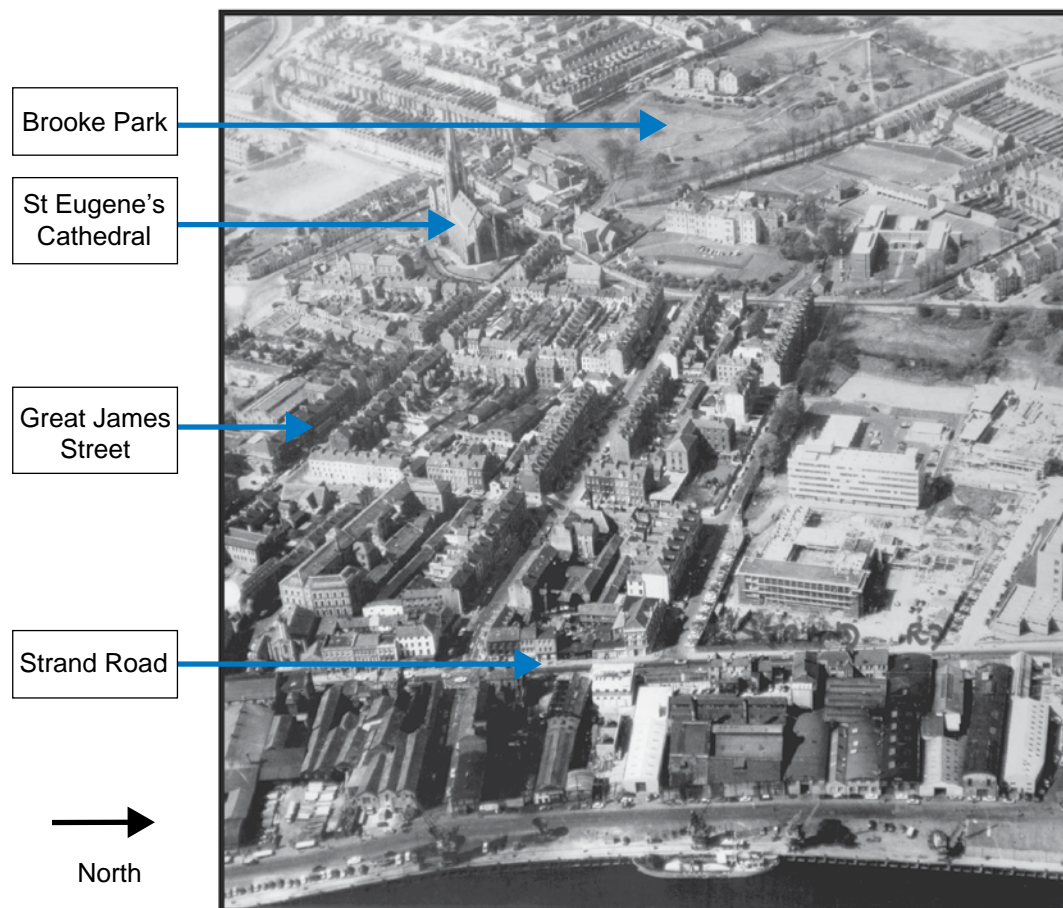 Brooke Park
St Eugene's
Cathedral
Great James
Street
Strand Road
North